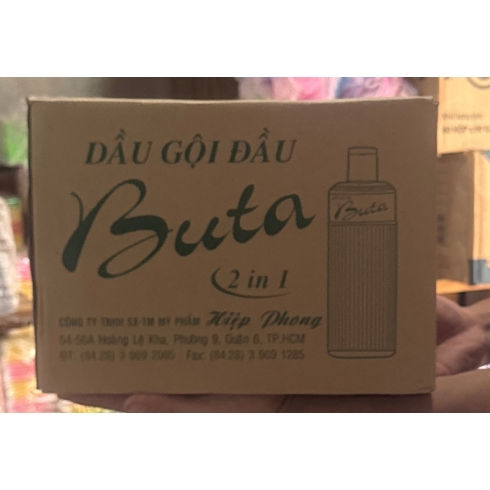 DẦU GỘI ĐẦU
Buta
2 in 1
Buta
CÔNG TY TNHH SX-TM MỸ PHẨM Hiệp Phong
54-56A Hoàng Lê Kha, Phường 9, Quận 6, TP.HCM
ĐT: (84.28) 3 969 2085 Fax: (84.28) 3 969 1285